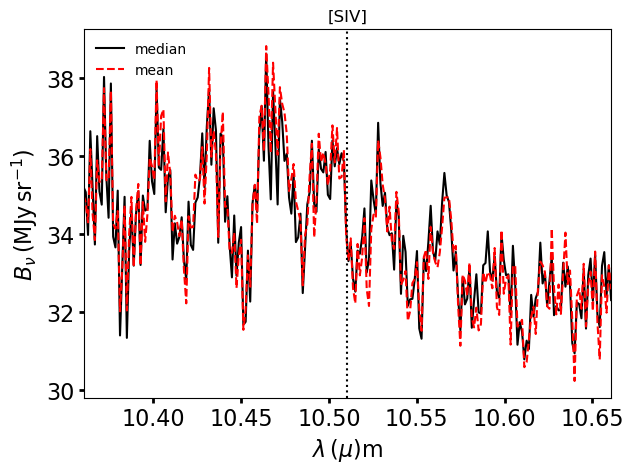 [SIV]
median
mean
38
36
34
32
30
B_ν (MJy sr⁻¹)
10.40 10.45 10.50 10.55 10.60 10.65
λ (μ)m